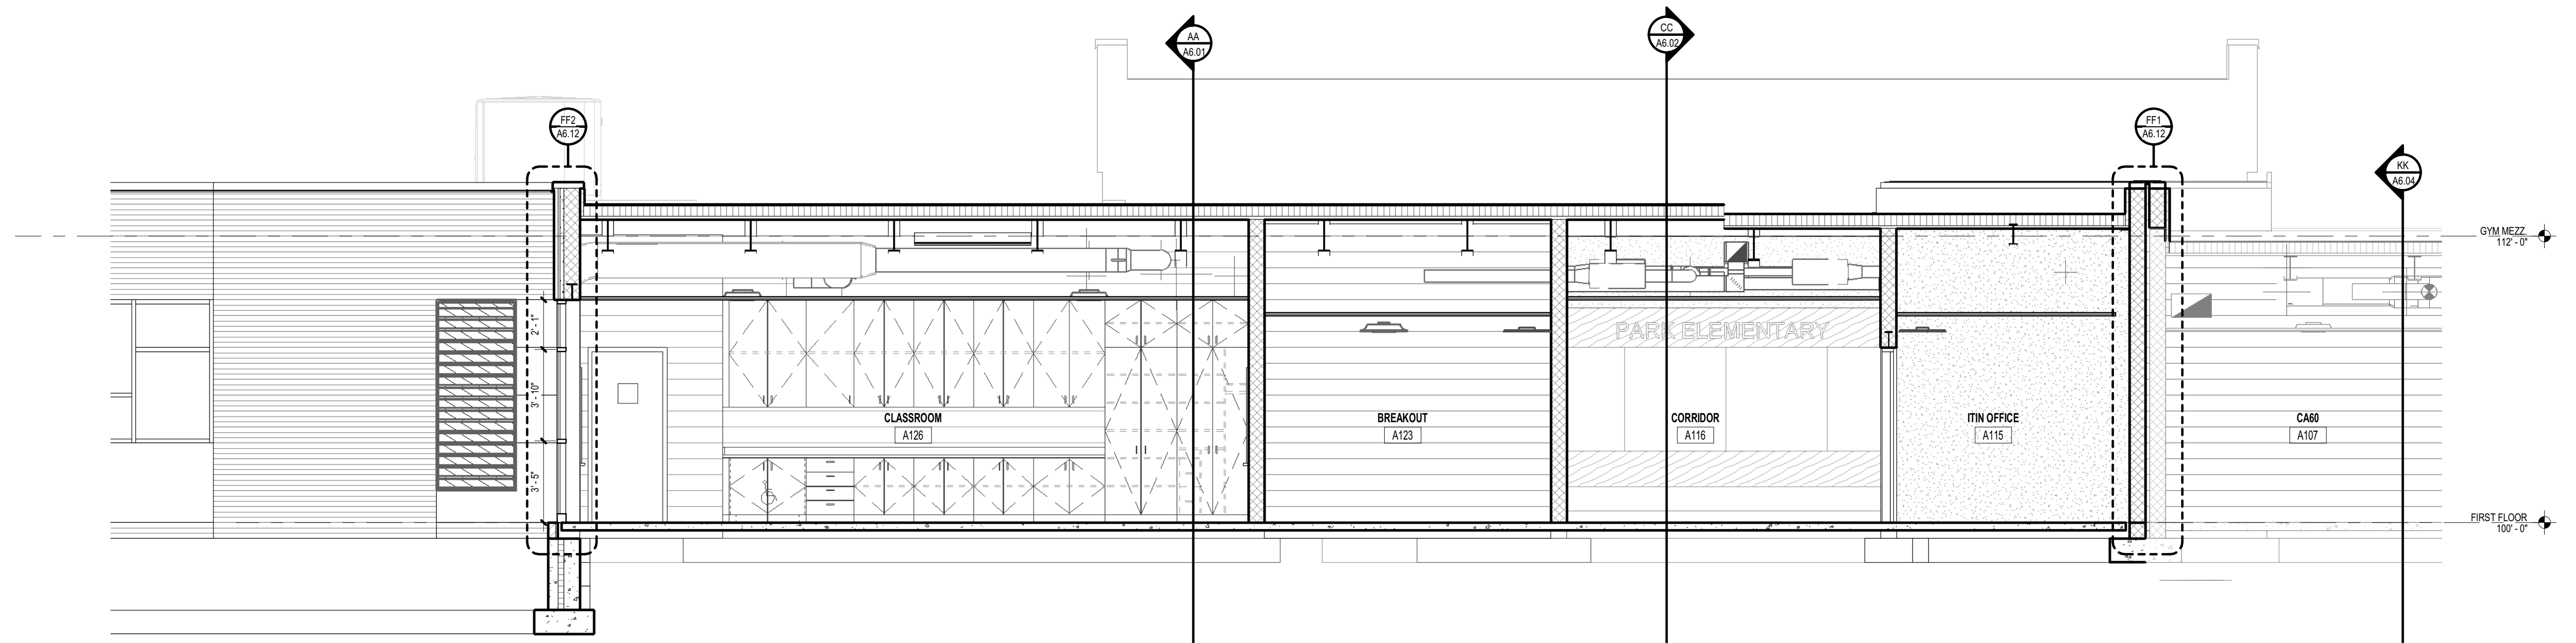 AA
A6.01
CC
A6.02
FF2
A6.12
FF1
A6.12
KK
A6.04
GYM MEZZ.
112' - 0"
2' - 1"
3' - 10"
3' - 5"
PARK ELEMENTARY
CLASSROOM
A126
BREAKOUT
A123
CORRIDOR
A116
ITIN OFFICE
A115
CA60
A107
FIRST FLOOR
100' - 0"